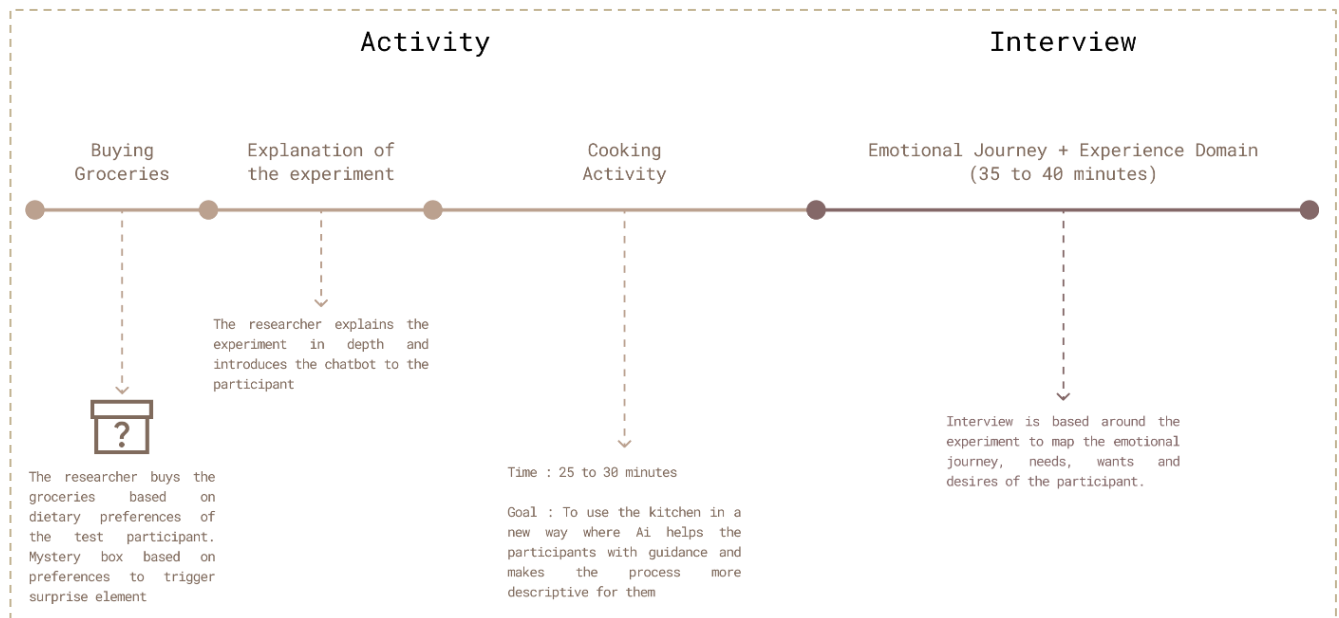 Activity
Interview
Buying
Groceries
Explanation of
the experiment
Cooking
Activity
Emotional Journey + Experience Domain
(35 to 40 minutes)
The researcher explains the
experiment in depth and
introduces the chatbot to the
participant
?
The researcher buys the
groceries based on
dietary preferences of
the test participant.
Mystery box based on
preferences to trigger
surprise element
Time : 25 to 30 minutes
Goal : To use the kitchen in a
new way where Ai helps the
participants with guidance and
makes the process more
descriptive for them
Interview is based around the
experiment to map the emotional
journey, needs, wants and
desires of the participant.